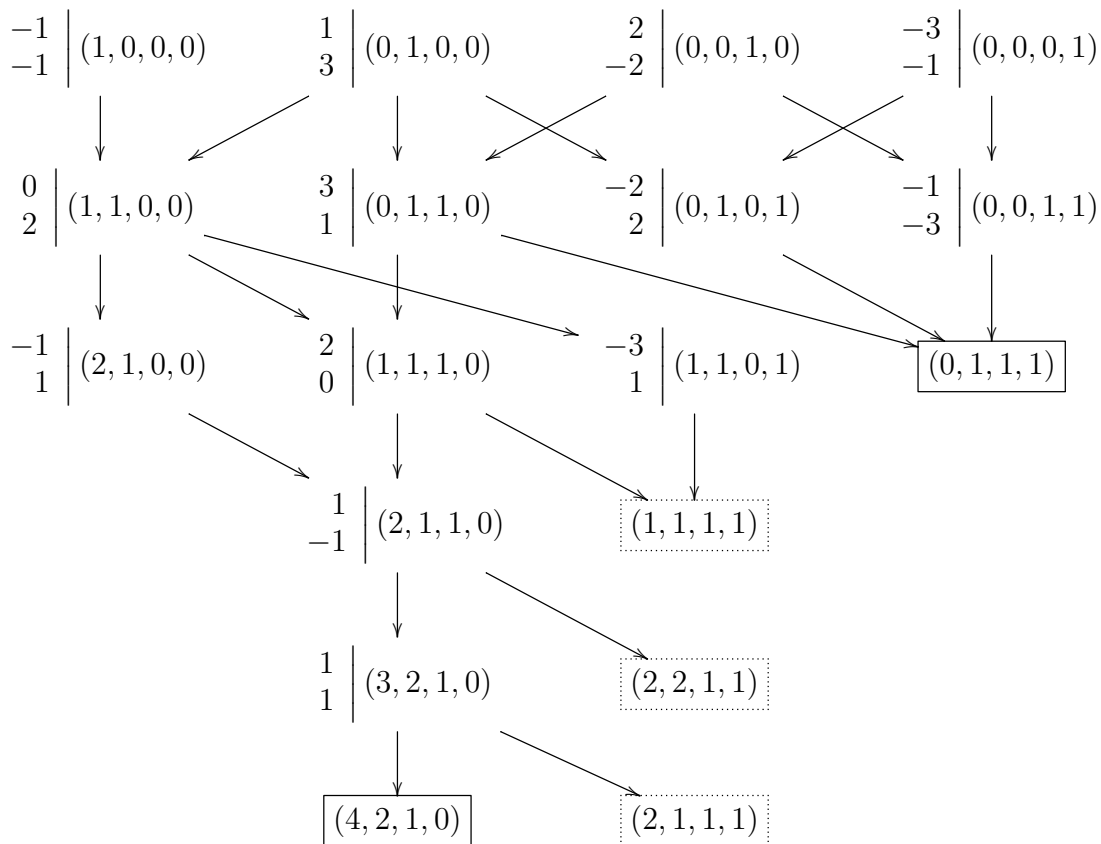 −1 1 2 −3
(1, 0, 0, 0) (0, 1, 0, 0) (0, 0, 1, 0) (0, 0, 0, 1)
−1 3 −2 −1
0 3 −2 −1
(1, 1, 0, 0) (0, 1, 1, 0) (0, 1, 0, 1) (0, 0, 1, 1)
2 1 2 −3
−1 2 −3
(2, 1, 0, 0) (1, 1, 1, 0) (1, 1, 0, 1) (0, 1, 1, 1)
1 0 1
1
(2, 1, 1, 0) (1, 1, 1, 1)
−1
1
(3, 2, 1, 0) (2, 2, 1, 1)
1
(4, 2, 1, 0) (2, 1, 1, 1)